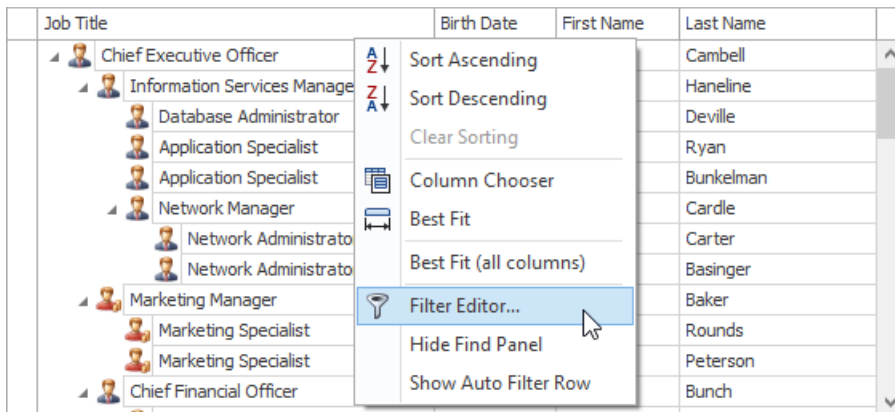 Job Title Birth Date First Name Last Name
Chief Executive Officer Cambell
Information Services Manage Haneline
Database Administrator Deville
Application Specialist Ryan
Application Specialist Bunkelman
Network Manager Cardle
Network Administrato Carter
Network Administrato Basinger
Marketing Manager Baker
Marketing Specialist Rounds
Marketing Specialist Peterson
Chief Financial Officer Bunch
Sort Ascending
Sort Descending
Clear Sorting
Column Chooser
Best Fit
Best Fit (all columns)
Filter Editor...
Hide Find Panel
Show Auto Filter Row